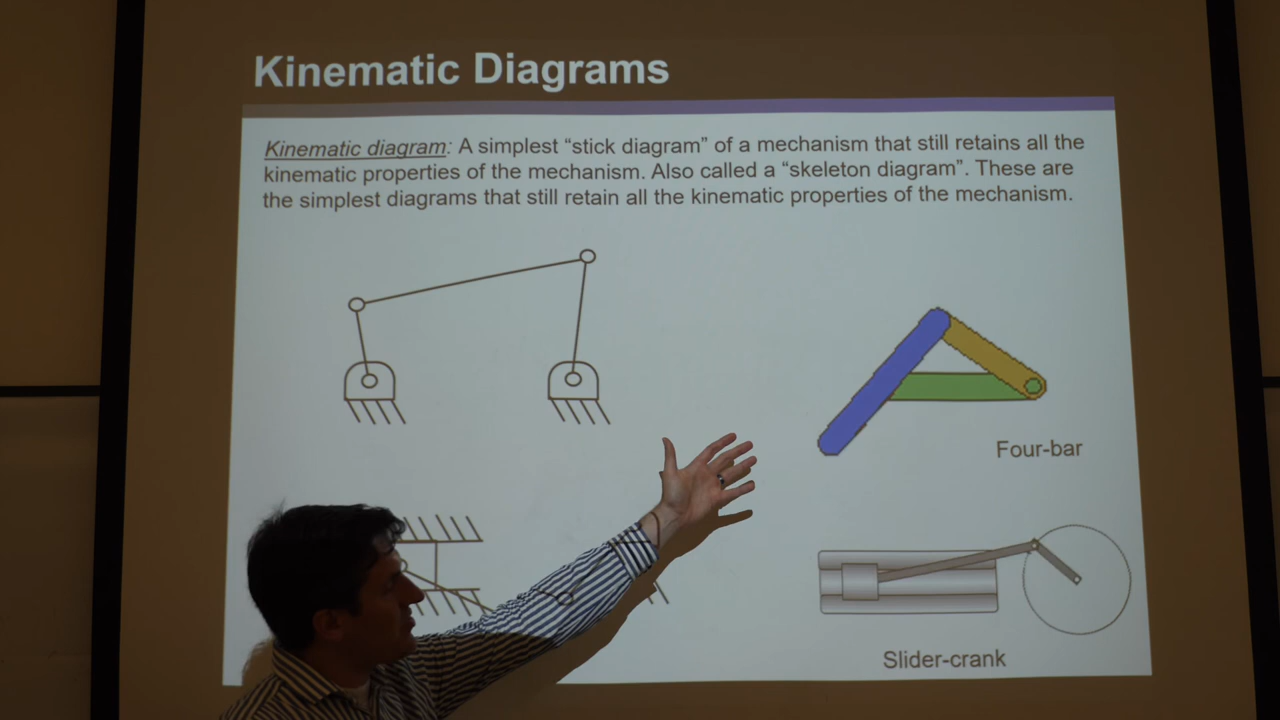 Kinematic Diagrams
Kinematic diagram: A simplest “stick diagram” of a mechanism that still retains all the
kinematic properties of the mechanism. Also called a “skeleton diagram”. These are
the simplest diagrams that still retain all the kinematic properties of the mechanism.
Four-bar
Slider-crank